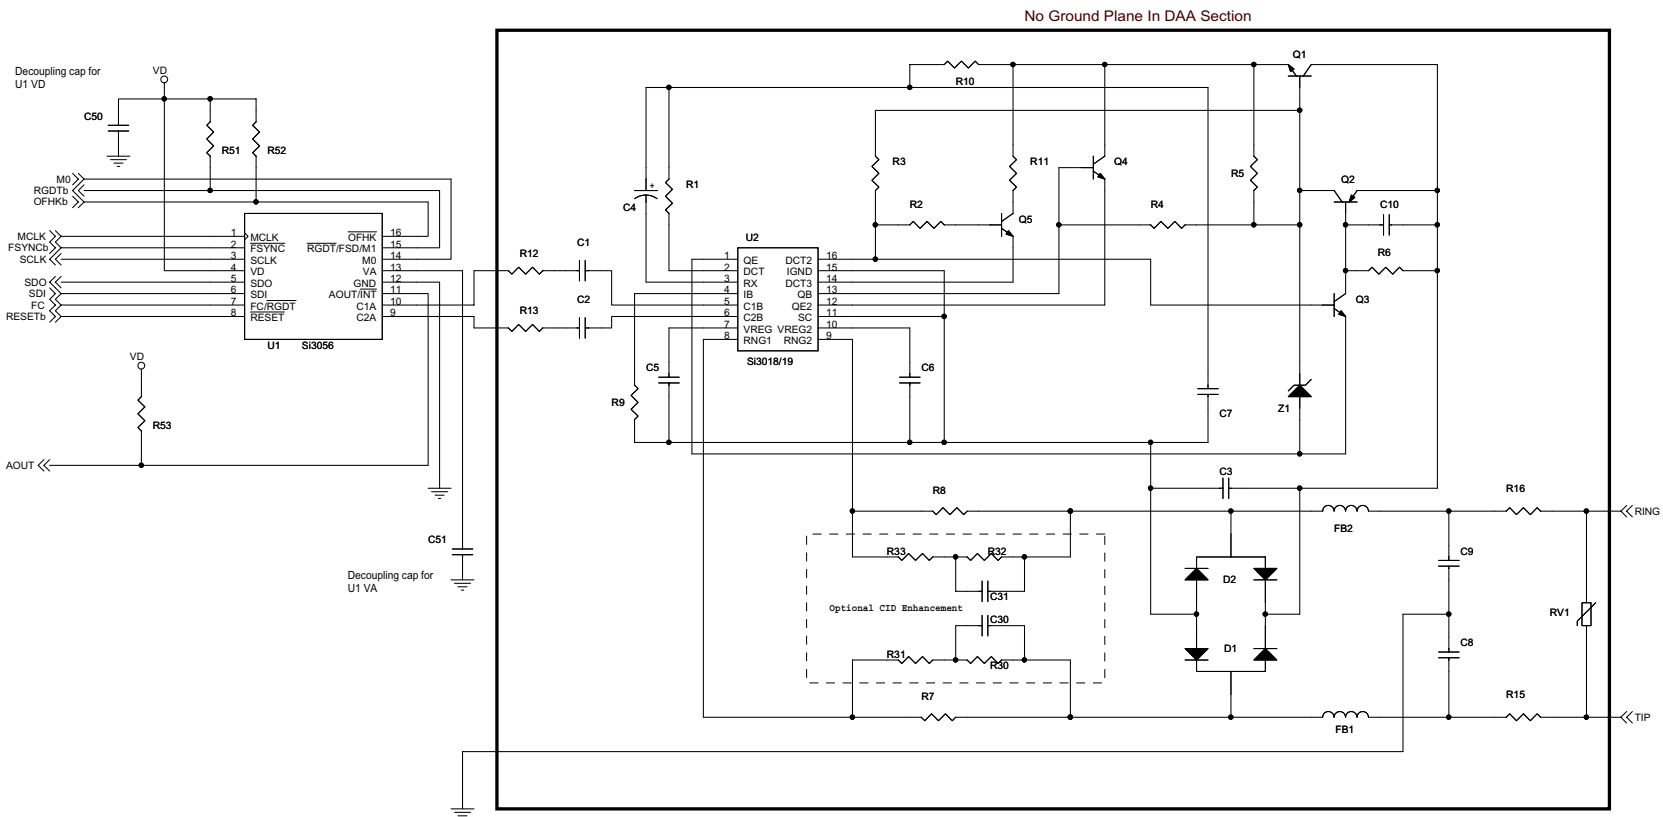 No Ground Plane In DAA Section
Decoupling cap for
U1 VD
VD
C50
R51
R52
M0
RGDTb
OFHKb
MCLK
FSYNCb
SCLK
SDO
SDI
FC
RESETb
1
2
3
4
5
6
7
8
MCLK
FSYNC
SCLK
VD
SDO
SDI
FC/RGDT
RESET
OFHK
RGDT/FSD/M1
M0
VA
GND
AOUT/INT
C1A
C2A
16
15
14
13
12
11
10
9
U1
Si3056
VD
R53
AOUT
C51
Decoupling cap for
U1 VA
R12
C1
R13
C2
C4
+
R1
U2
1
2
3
4
5
6
7
8
QE
DCT
RX
IB
C1B
C2B
VREG
RNG1
DCT2
IGND
DCT3
QB
QE2
SC
VREG2
RNG2
16
15
14
13
12
11
10
9
Si3018/19
R10
R3
R2
R11
Q5
Q4
R4
R5
Q1
Q2
C10
R6
Q3
C5
R9
C6
C7
Z1
C3
R8
R33
R32
C31
Optional CID Enhancement
C30
R31
R30
R7
D2
D1
FB2
FB1
C9
C8
R16
R15
RV1
RING
TIP